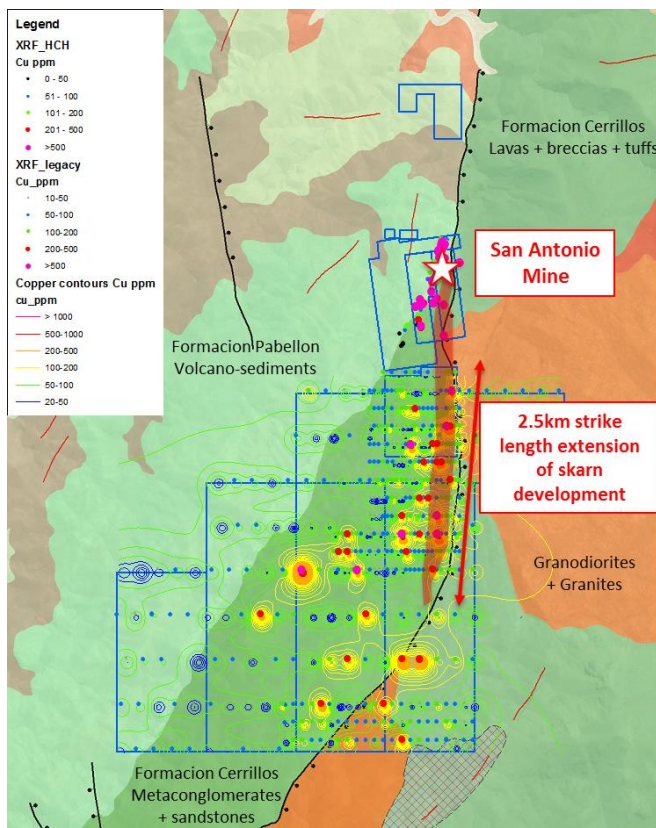 Legend
XRF_HCH
Cu ppm
0 - 50
51 - 100
101 - 200
201 - 500
>500
XRF_legacy
Cu_ppm
10-50
50-100
100-200
200-500
>500
Copper contours Cu ppm
cu_ppm
> 1000
500-1000
200-500
100-200
50-100
20-50
Formacion Cerrillos
Lavas + breccias + tuffs
San Antonio
Mine
Formacion Pabellon
Volcano-sediments
2.5km strike
length extension
of skarn
development
Granodiorites
+ Granites
Formacion Cerrillos
Metaconglomerates
+ sandstones